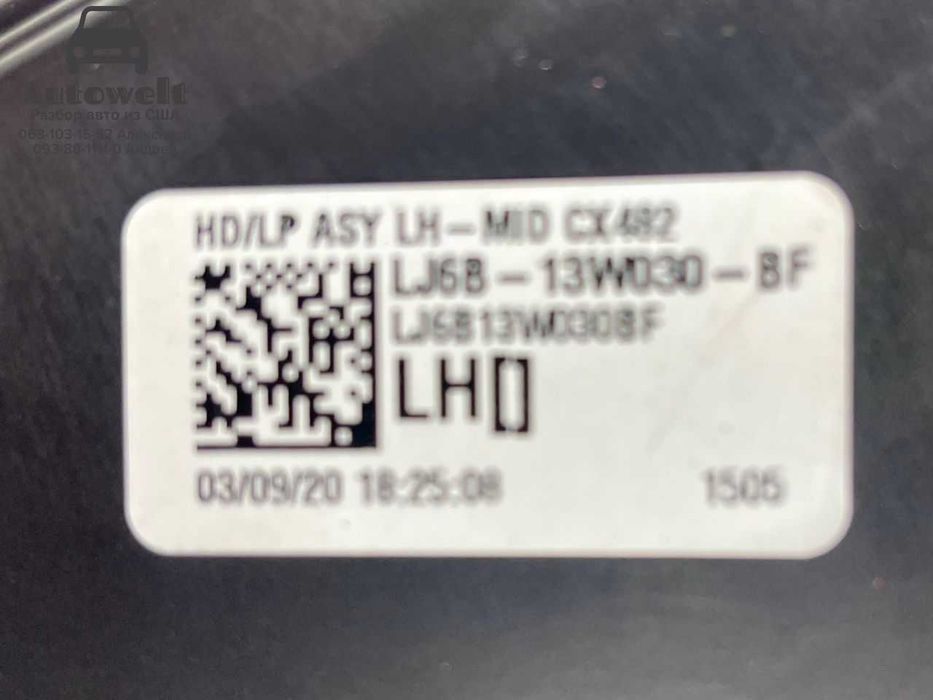 Autowelt
Разбор авто из США
HD/LP ASY LH-MID CX482
LJ6B - 13W030 - BF
LJ6B13W030BF
LH[]
03/09/20 18:25:08
1505